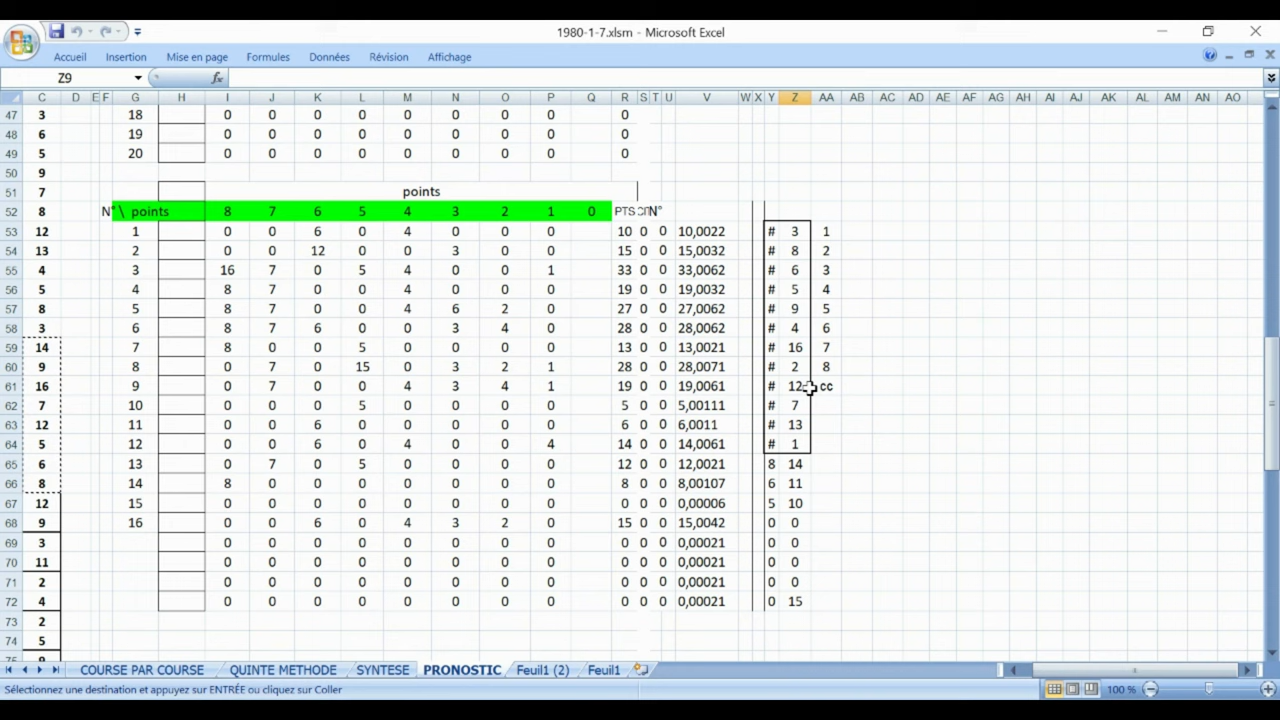 1980-1-7.xlsm - Microsoft Excel
Accueil Insertion Mise en page Formules Données Révision Affichage
Z9 fx
C D E F G H I J K L M N O P Q R S T U V W X Y Z AA AB AC AD AE AF AG AH AI AJ AK AL AM AN AO
47 3 18 0 0 0 0 0 0 0 0 0
48 6 19 0 0 0 0 0 0 0 0 0
49 5 20 0 0 0 0 0 0 0 0 0
50 9
51 7 points
52 8 N° \ points 8 7 6 5 4 3 2 1 0 PTS N°
53 12 1 0 0 6 0 4 0 0 0 10 0 0 10,0022 # 3 1
54 13 2 0 0 12 0 0 3 0 0 15 0 0 15,0032 # 8 2
55 4 3 16 7 0 5 4 0 0 1 33 0 0 33,0062 # 6 3
56 5 4 8 7 0 0 4 0 0 0 19 0 0 19,0032 # 5 4
57 8 5 8 7 0 0 4 6 2 0 27 0 0 27,0062 # 9 5
58 3 6 8 7 6 0 0 3 4 0 28 0 0 28,0062 # 4 6
59 14 7 8 0 0 5 0 0 0 0 13 0 0 13,0021 # 16 7
60 9 8 0 7 0 15 0 3 2 1 28 0 0 28,0071 # 2 8
61 16 9 0 7 0 0 4 3 4 1 19 0 0 19,0061 # 12 cc
62 7 10 0 0 0 5 0 0 0 0 5 0 0 5,00111 # 7
63 12 11 0 0 6 0 0 0 0 0 6 0 0 6,0011 # 13
64 5 12 0 0 6 0 4 0 0 4 14 0 0 14,0061 # 1
65 6 13 0 7 0 5 0 0 0 0 12 0 0 12,0021 8 14
66 8 14 8 0 0 0 0 0 0 0 8 0 0 8,00107 6 11
67 12 15 0 0 0 0 0 0 0 0 0 0 0 0,00006 5 10
68 9 16 0 0 6 0 4 3 2 0 15 0 0 15,0042 0 0
69 3 0 0 0 0 0 0 0 0 0 0 0 0,00021 0 0
70 11 0 0 0 0 0 0 0 0 0 0 0 0,00021 0 0
71 2 0 0 0 0 0 0 0 0 0 0 0 0,00021 0 0
72 4 0 0 0 0 0 0 0 0 0 0 0 0,00021 0 15
73 2
74 5
COURSE PAR COURSE QUINTE METHODE SYNTESE PRONOSTIC Feuil1 (2) Feuil1
Sélectionnez une destination et appuyez sur ENTRÉE ou cliquez sur Coller 100 %